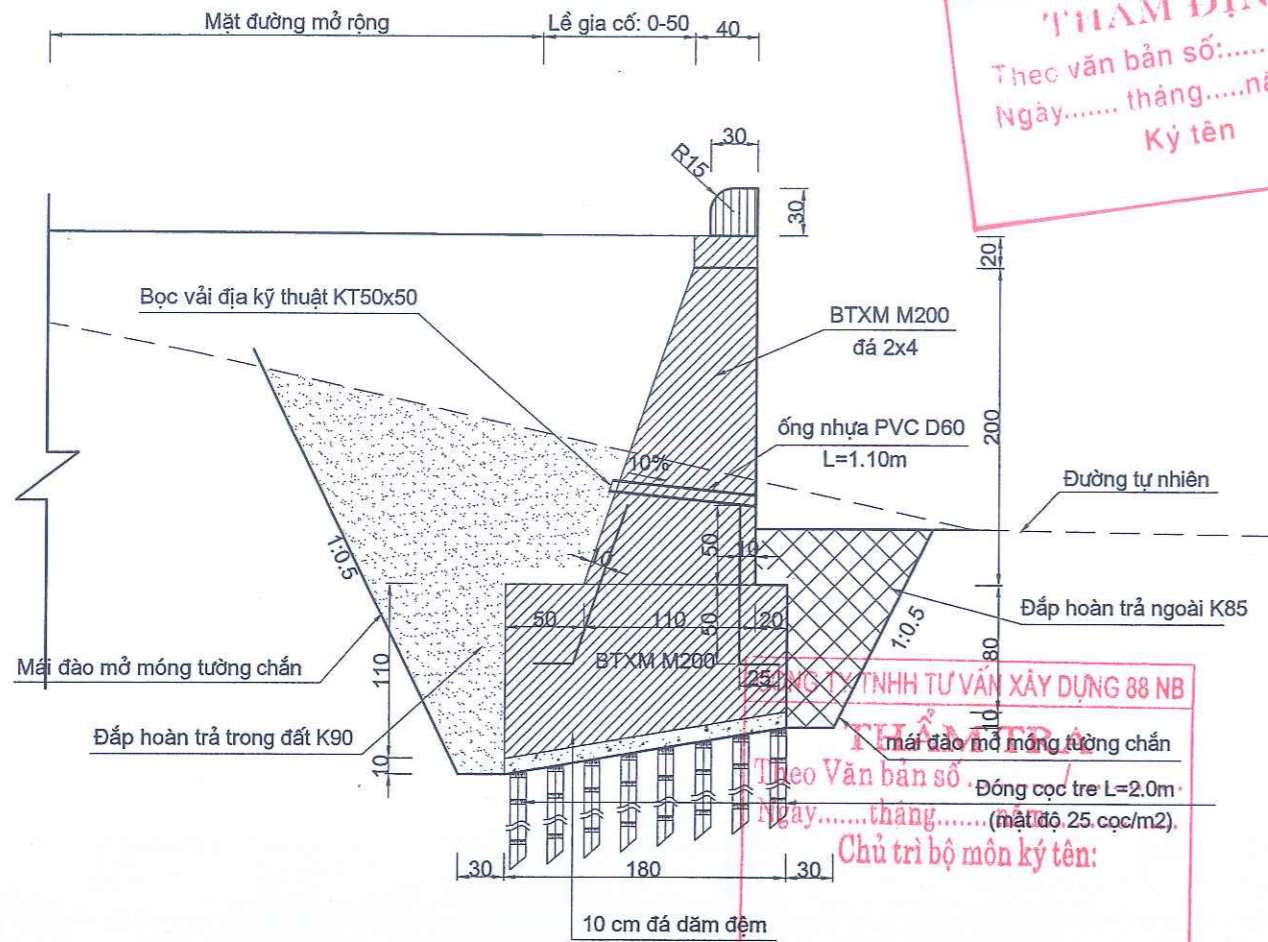 Mặt đường mở rộng
Lề gia cố: 0-50
40
THẨM ĐỊN
Theo văn bản số:.....
Ngày....... tháng.....nă
Ký tên
30
R15
30
20
Bọc vải địa kỹ thuật KT50x50
BTXM M200
đá 2x4
200
ống nhựa PVC D60
L=1.10m
10%
Đường tự nhiên
1:0.5
50
10
10
Đắp hoàn trả ngoài K85
1:0.5
50
110
20
50
80
BTXM M200
25
Mái đào mở móng tường chắn
110
CÔNG TY TNHH TƯ VẤN XÂY DỰNG 88 NB
THẨM TRA
10
mái đào mở móng tường chắn
Đắp hoàn trả trong đất K90
10
Theo Văn bản số ........./..........
Đóng cọc tre L=2.0m
(mật độ 25 cọc/m2)
Ngày.......tháng........năm............
Chủ trì bộ môn ký tên:
30
180
30
10 cm đá dăm đệm